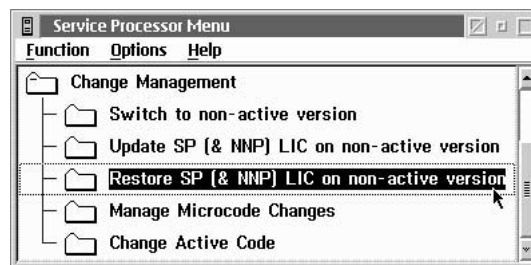 Service Processor Menu
Function Options Help
Change Management
Switch to non-active version
Update SP (& NNP) LIC on non-active version
Restore SP (& NNP) LIC on non-active version
Manage Microcode Changes
Change Active Code